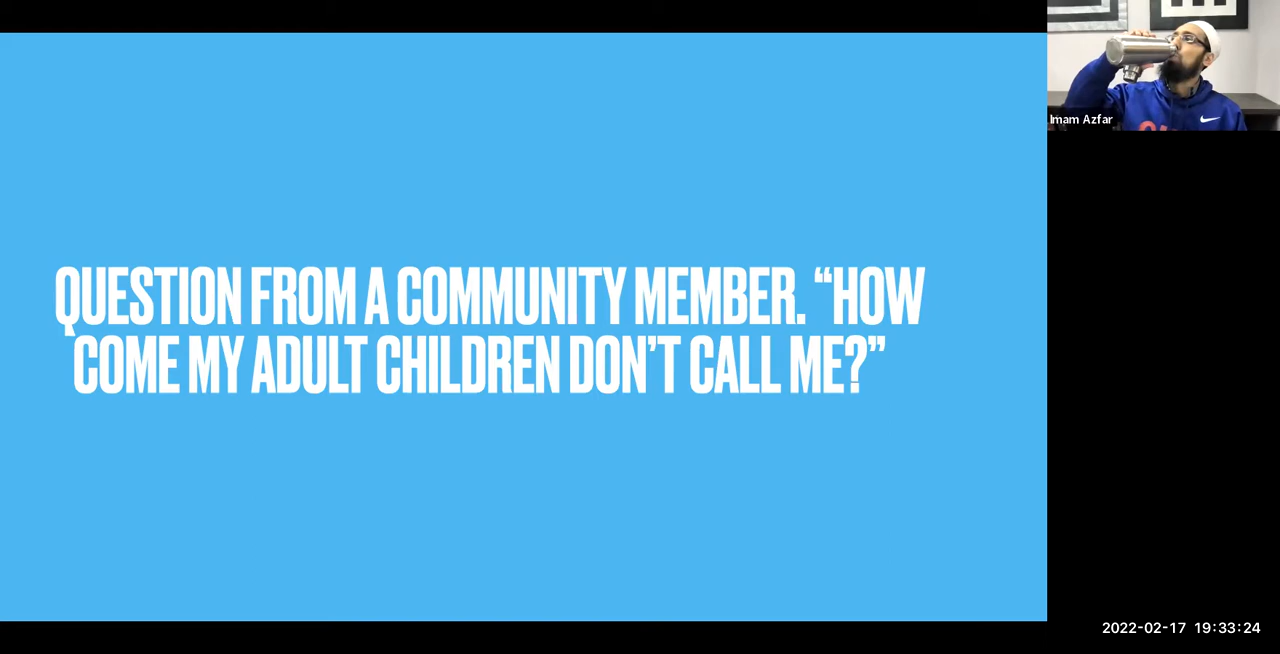 QUESTION FROM A COMMUNITY MEMBER. “HOW
COME MY ADULT CHILDREN DON’T CALL ME?”
Imam Azfar
2022-02-17 19:33:24